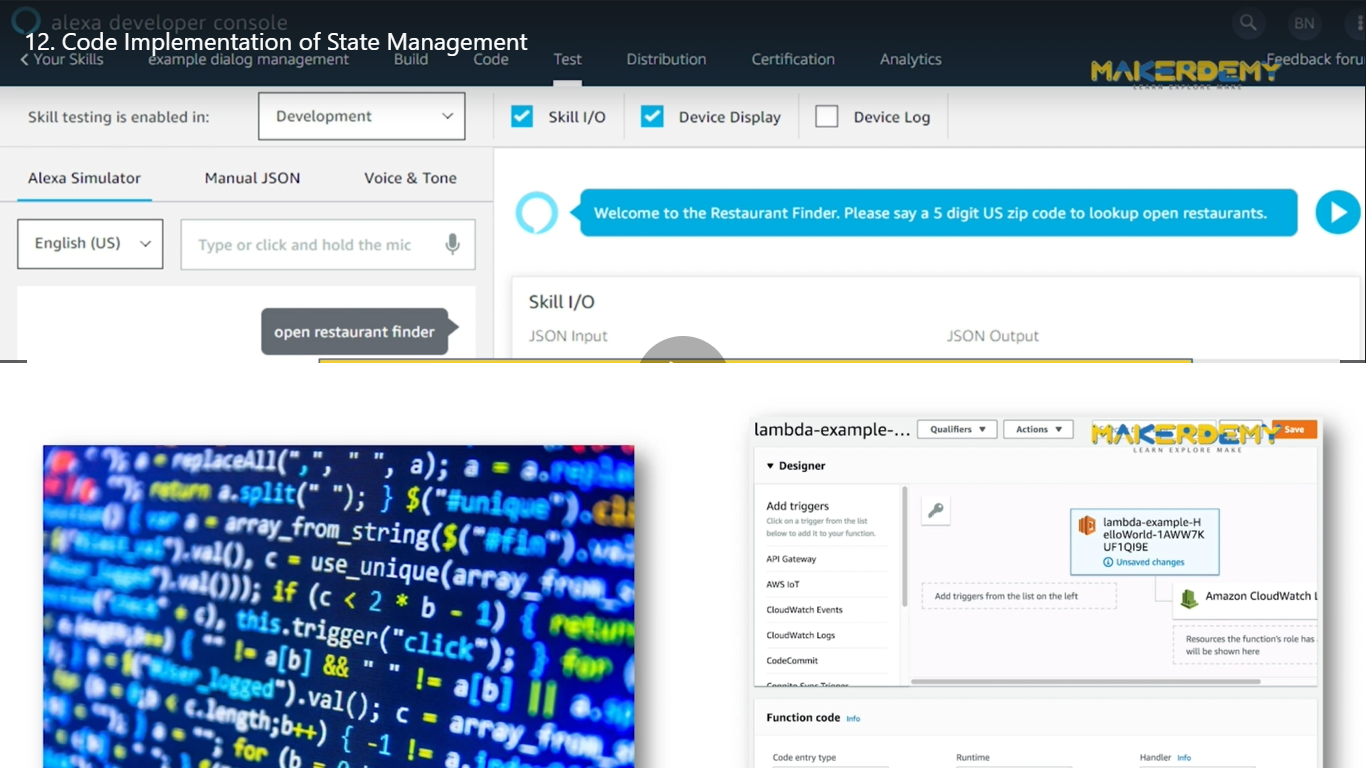 alexa developer console
BN
12. Code Implementation of State Management
Your Skills
example dialog management
Build
Code
Test
Distribution
Certification
Analytics
Feedback foru
MAKERDEMY
LEARN EXPLORE MAKE
Skill testing is enabled in:
Development
Skill I/O
Device Display
Device Log
Alexa Simulator
Manual JSON
Voice & Tone
Welcome to the Restaurant Finder. Please say a 5 digit US zip code to lookup open restaurants.
English (US)
Type or click and hold the mic
Skill I/O
open restaurant finder
JSON Input
JSON Output
a = replaceAll(",", " ", a); a = a.replac
return a.split(" "); } $("#unique").
var a = array_from_string($("#fin").va
").val(), c = use_unique(array_from_s
").val())); if (c < 2 * b - 1) { return
this.trigger("click"); } for
"" != a[b] && " " != a[b] ||
user_logged").val(); c = array_from_
c.length;b++) { -1 != a.index
for (b =
lambda-example-...
Qualifiers
Actions
Save
MAKERDEMY
LEARN EXPLORE MAKE
Designer
Add triggers
Click on a trigger from the list
below to add it to your function.
API Gateway
AWS IoT
CloudWatch Events
CloudWatch Logs
CodeCommit
Cognito Sync Trigger
Add triggers from the list on the left
lambda-example-H
elloWorld-1AWW7K
UF1QI9E
Unsaved changes
Amazon CloudWatch L
Resources the function's role has
will be shown here
Function code Info
Code entry type
Runtime
Handler Info